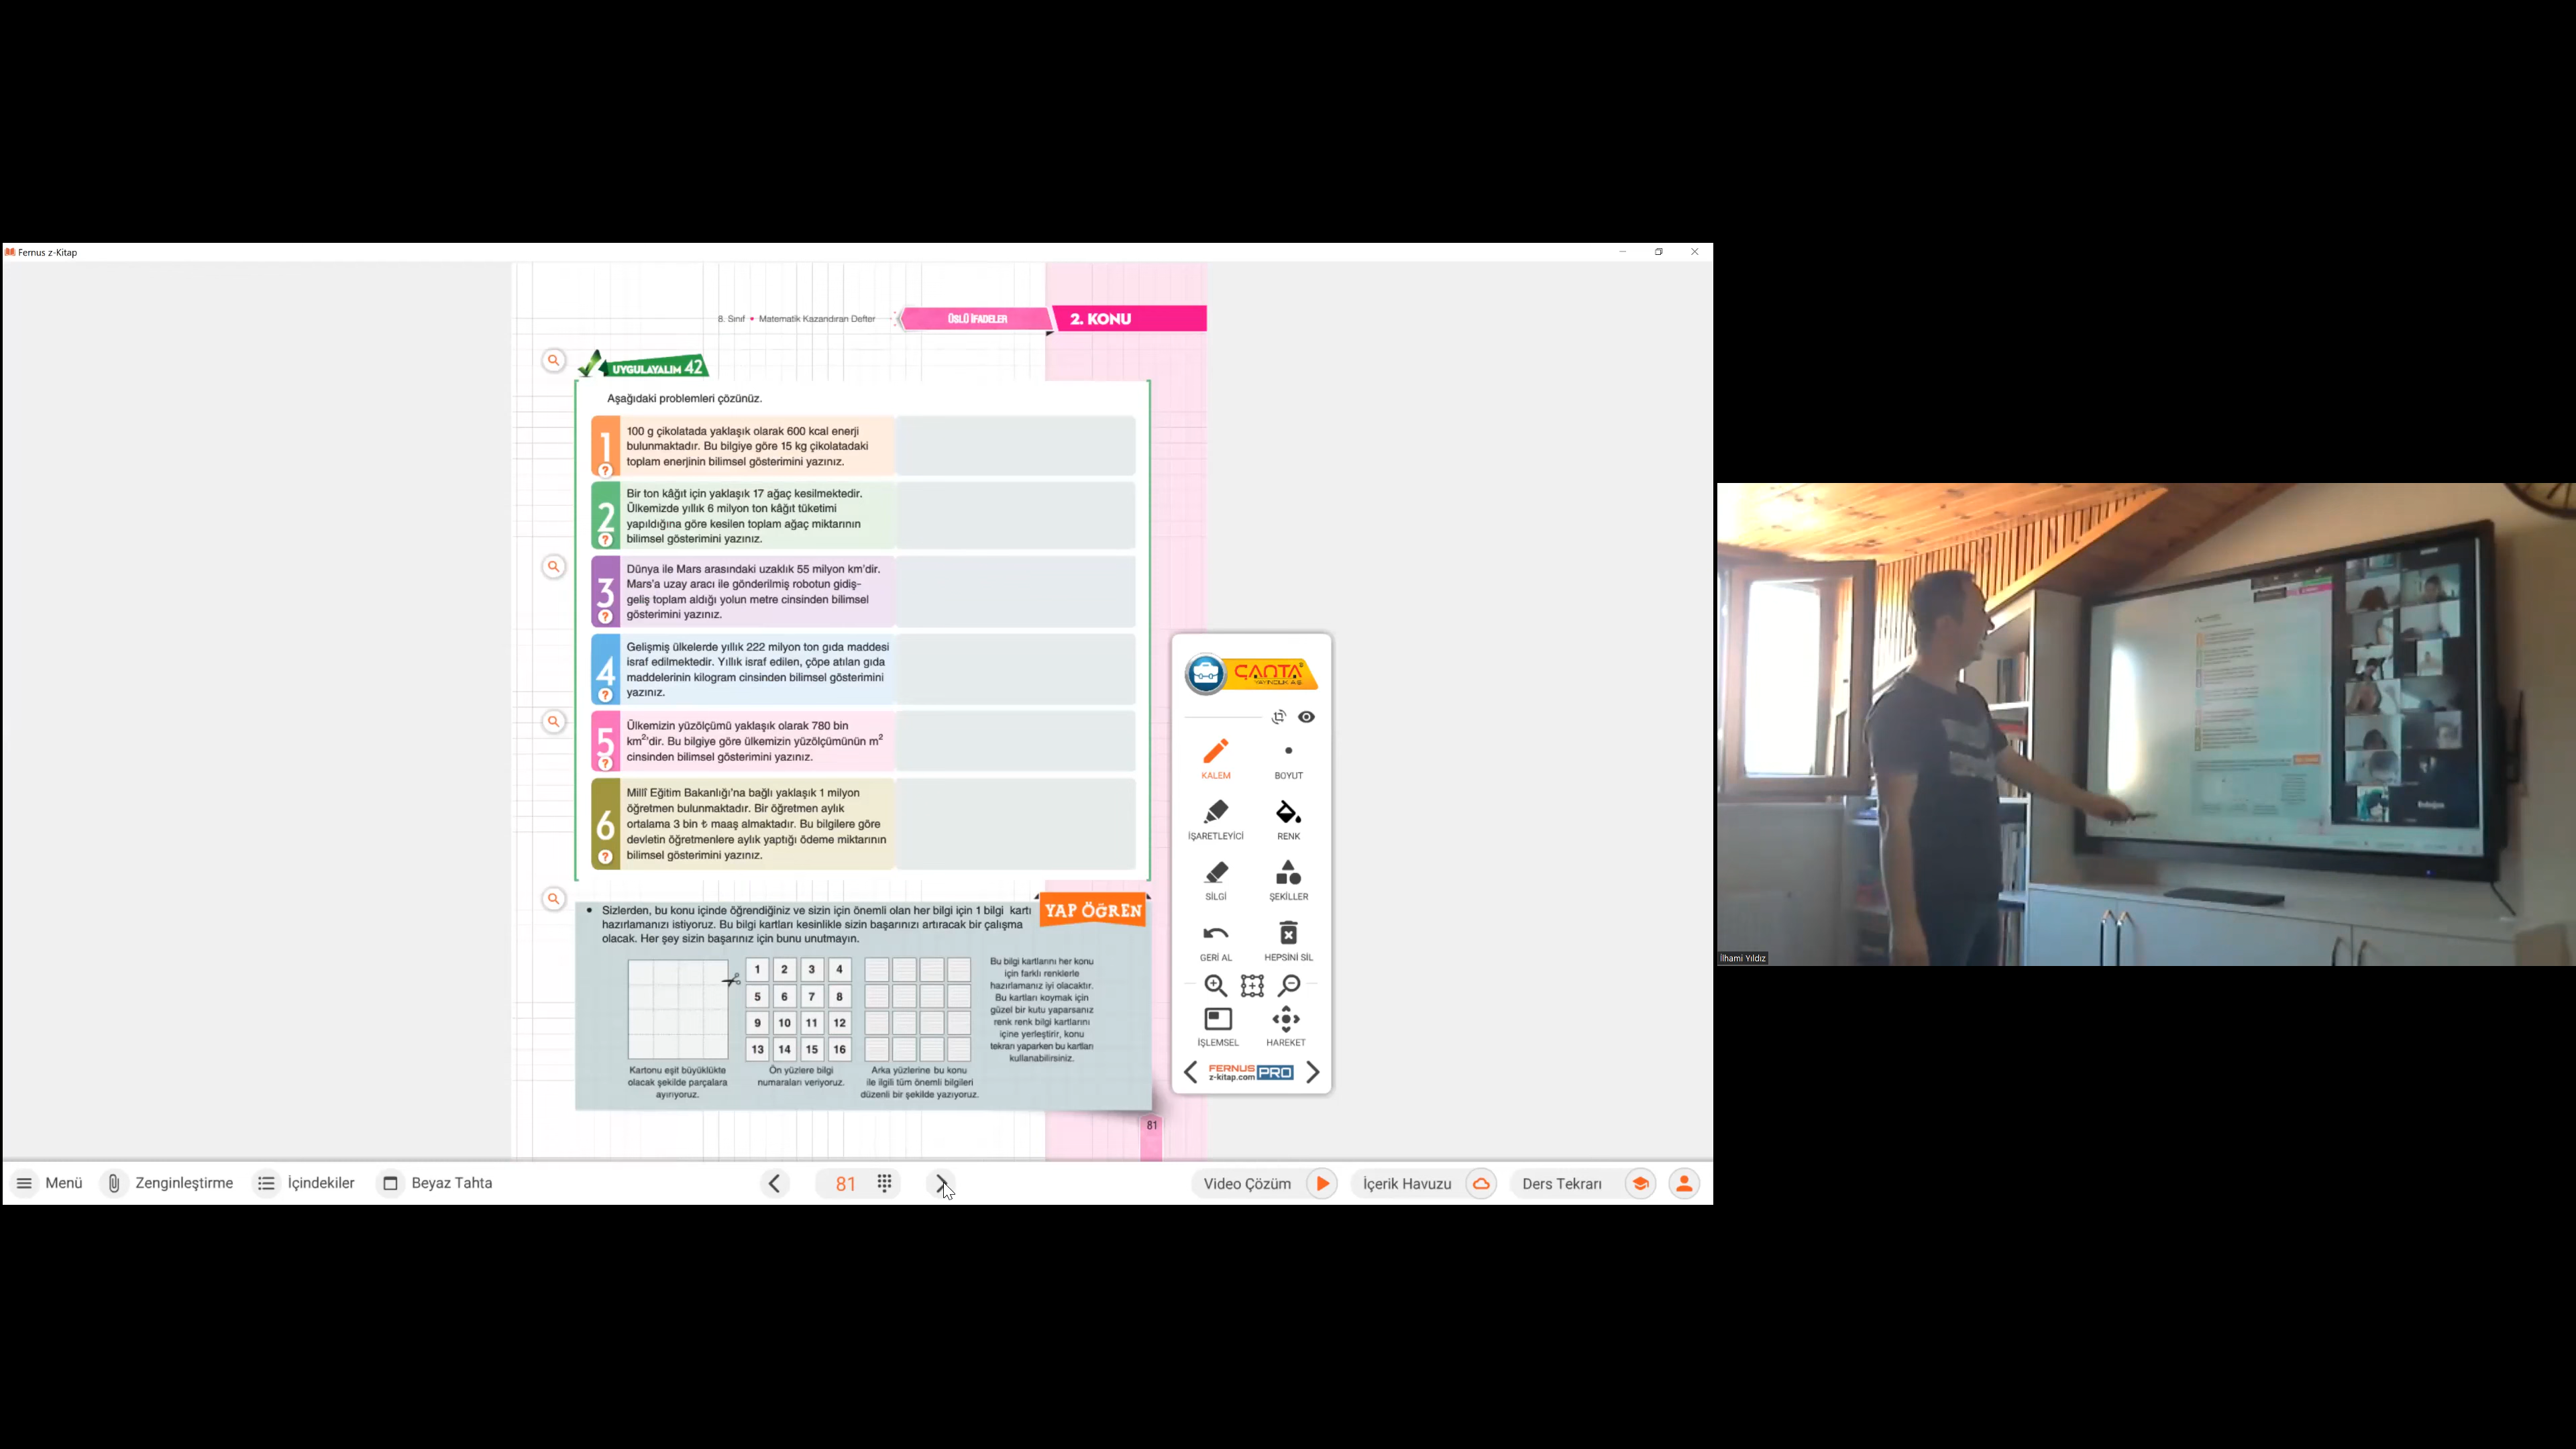 Fernus z-Kitap
8. Sınıf • Matematik Kazandıran Defter
ÜSLÜ İFADELER
2. KONU
UYGULAYALIM 42
Aşağıdaki problemleri çözünüz.
1
100 g çikolatada yaklaşık olarak 600 kcal enerji
bulunmaktadır. Bu bilgiye göre 15 kg çikolatadaki
toplam enerjinin bilimsel gösterimini yazınız.
?
2
Bir ton kâğıt için yaklaşık 17 ağaç kesilmektedir.
Ülkemizde yıllık 6 milyon ton kâğıt tüketimi
yapıldığına göre kesilen toplam ağaç miktarının
bilimsel gösterimini yazınız.
?
3
Dünya ile Mars arasındaki uzaklık 55 milyon km'dir.
Mars'a uzay aracı ile gönderilmiş robotun gidiş-
geliş toplam aldığı yolun metre cinsinden bilimsel
gösterimini yazınız.
?
4
Gelişmiş ülkelerde yıllık 222 milyon ton gıda maddesi
israf edilmektedir. Yıllık israf edilen, çöpe atılan gıda
maddelerinin kilogram cinsinden bilimsel gösterimini
yazınız.
?
5
Ülkemizin yüzölçümü yaklaşık olarak 780 bin
km²'dir. Bu bilgiye göre ülkemizin yüzölçümünün m²
cinsinden bilimsel gösterimini yazınız.
?
6
Millî Eğitim Bakanlığı'na bağlı yaklaşık 1 milyon
öğretmen bulunmaktadır. Bir öğretmen aylık
ortalama 3 bin ₺ maaş almaktadır. Bu bilgilere göre
devletin öğretmenlere aylık yaptığı ödeme miktarının
bilimsel gösterimini yazınız.
?
YAP ÖĞREN
• Sizlerden, bu konu içinde öğrendiğiniz ve sizin için önemli olan her bilgi için 1 bilgi kartı
hazırlamanızı istiyoruz. Bu bilgi kartları kesinlikle sizin başarınızı artıracak bir çalışma
olacak. Her şey sizin başarınız için bunu unutmayın.
1 2 3 4
5 6 7 8
9 10 11 12
13 14 15 16
Kartonu eşit büyüklükte
olacak şekilde parçalara
ayırıyoruz.
Ön yüzlere bilgi
numaraları veriyoruz.
Arka yüzlerine bu konu
ile ilgili tüm önemli bilgileri
düzenli bir şekilde yazıyoruz.
Bu bilgi kartlarını her konu
için farklı renklerle
hazırlamanız iyi olacaktır.
Bu kartları koymak için
güzel bir kutu yaparsanız
renk renk bilgi kartlarını
içine yerleştirir, konu
tekrarı yaparken bu kartları
kullanabilirsiniz.
81
ÇANTA
YAYINCILIK A.Ş.
KALEM
BOYUT
İŞARETLEYİCİ
RENK
SİLGİ
ŞEKİLLER
GERİ AL
HEPSİNİ SİL
İŞLEMSEL
HAREKET
FERNUS
z-kitap.com
PRO
Menü
Zenginleştirme
İçindekiler
Beyaz Tahta
81
Video Çözüm
İçerik Havuzu
Ders Tekrarı
İlhami Yıldız